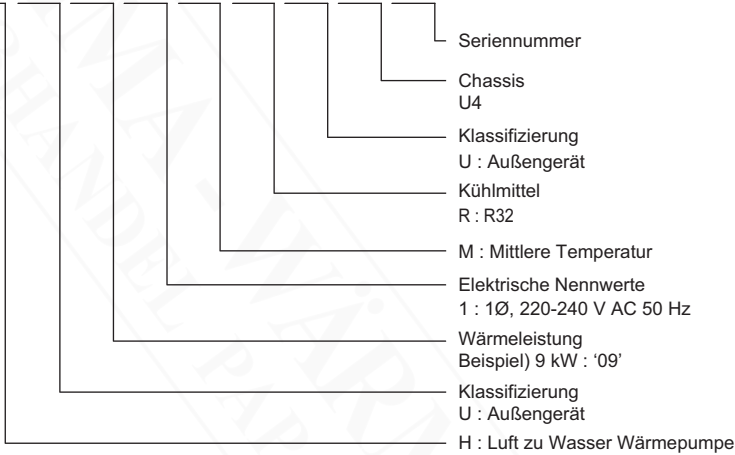 Seriennummer
Chassis
U4
Klassifizierung
U : Außengerät
Kühlmittel
R : R32
M : Mittlere Temperatur
Elektrische Nennwerte
1 : 1Ø, 220-240 V AC 50 Hz
Wärmeleistung
Beispiel) 9 kW : ‘09’
Klassifizierung
U : Außengerät
H : Luft zu Wasser Wärmepumpe